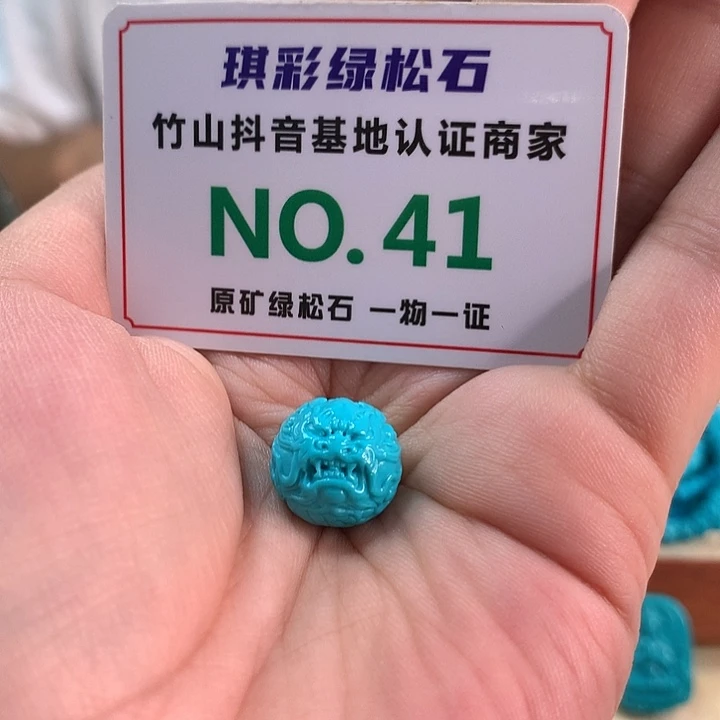 琪彩绿松石
竹山抖音基地认证商家
NO.41
原矿绿松石 一物一证